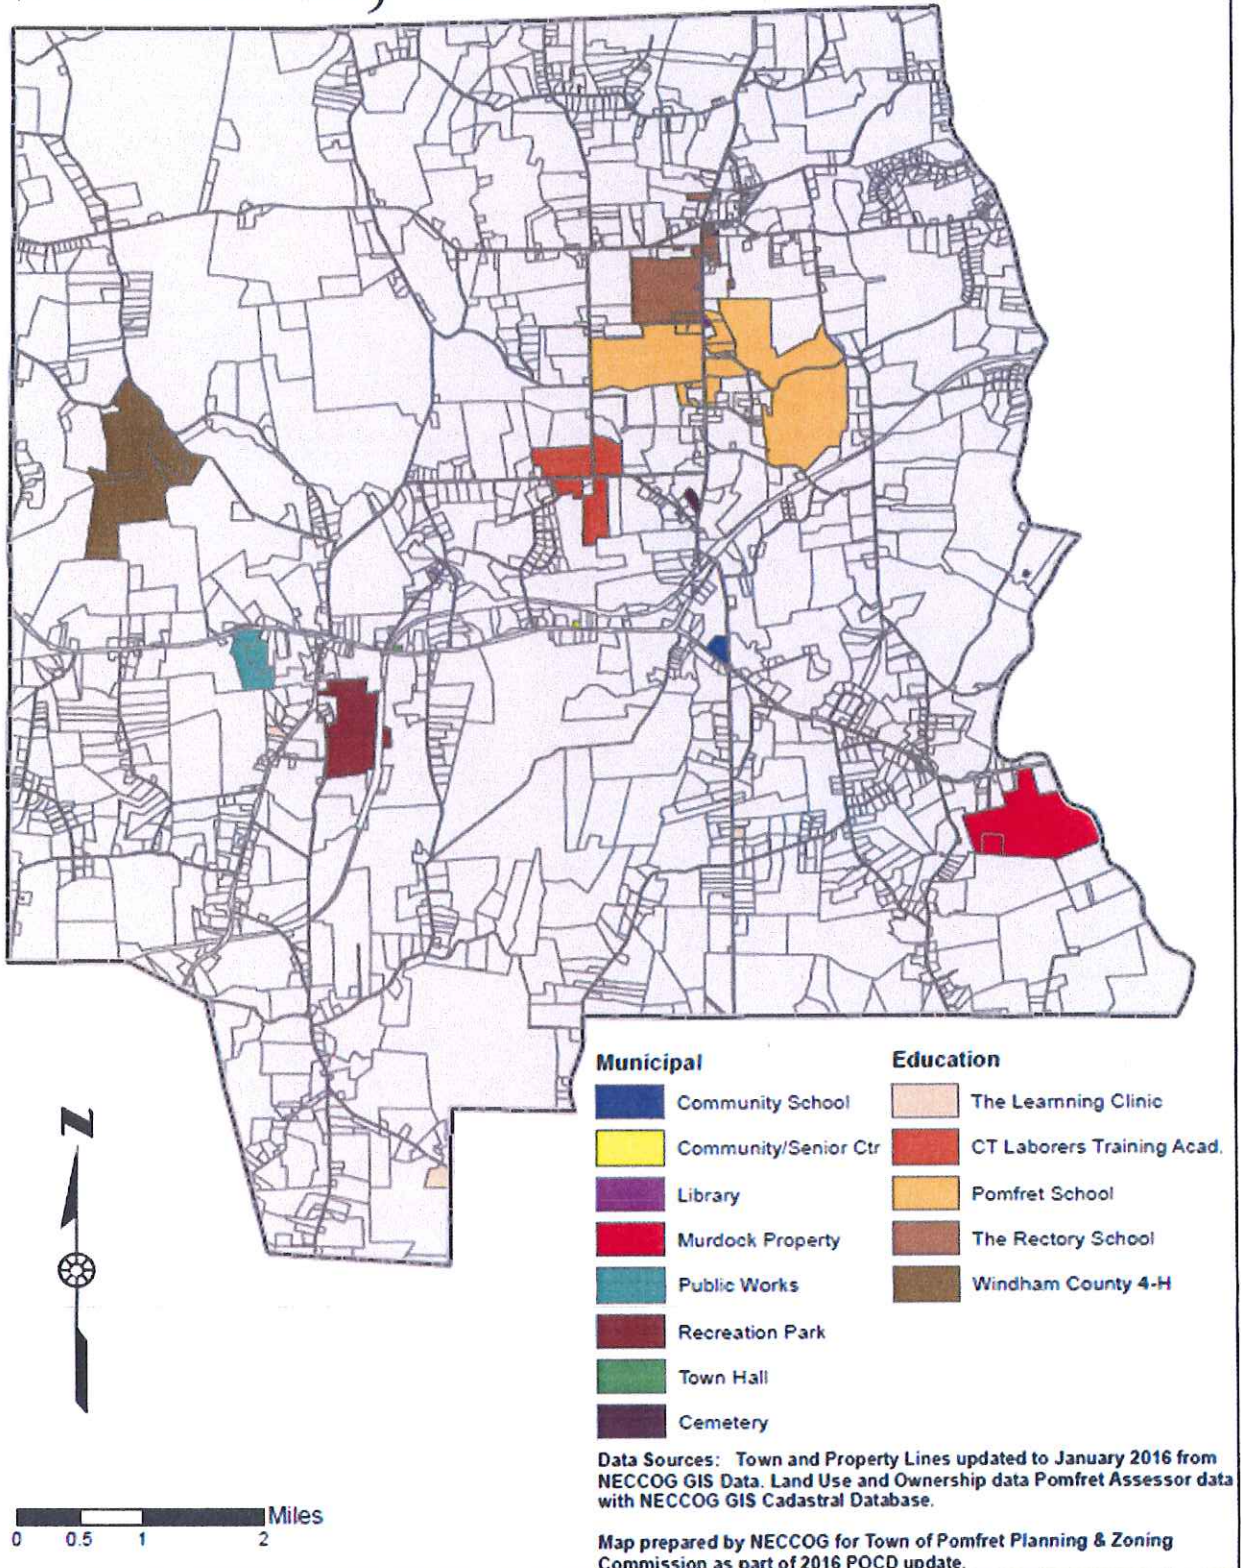 Municipal
Community School
Community/Senior Ctr
Library
Murdock Property
Public Works
Recreation Park
Town Hall
Cemetery
Education
The Learnning Clinic
CT Laborers Training Acad.
Pomfret School
The Rectory School
Windham County 4-H
Data Sources: Town and Property Lines updated to January 2016 from
NECCOG GIS Data. Land Use and Ownership data Pomfret Assessor data
with NECCOG GIS Cadastral Database.
Map prepared by NECCOG for Town of Pomfret Planning & Zoning
Commission as part of 2016 POCD update.
N
Miles
0 0.5 1 2